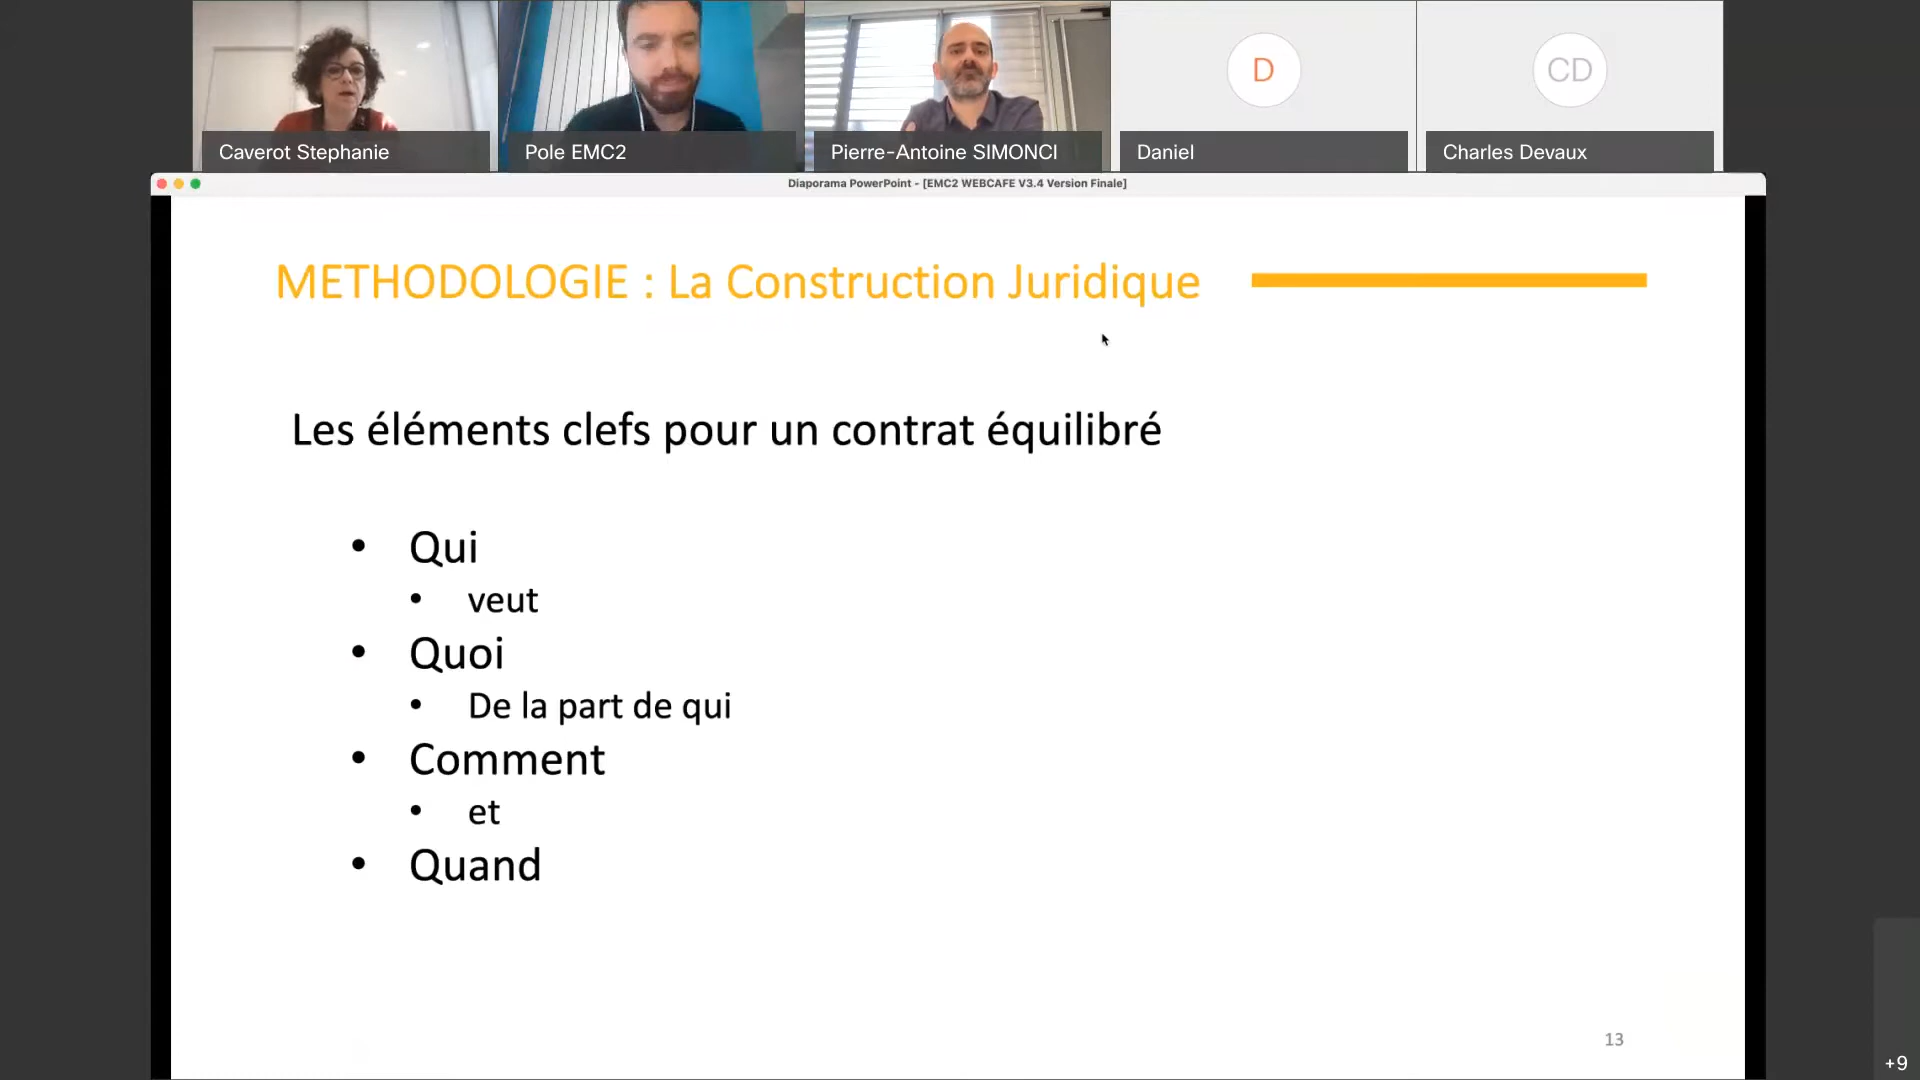 Caverot Stephanie
Pole EMC2
Pierre-Antoine SIMONCI
D
Daniel
CD
Charles Devaux
Diaporama PowerPoint - [EMC2 WEBCAFE V3.4 Version Finale]
METHODOLOGIE : La Construction Juridique
Les éléments clefs pour un contrat équilibré
• Qui
• veut
• Quoi
• De la part de qui
• Comment
• et
• Quand
13
+9